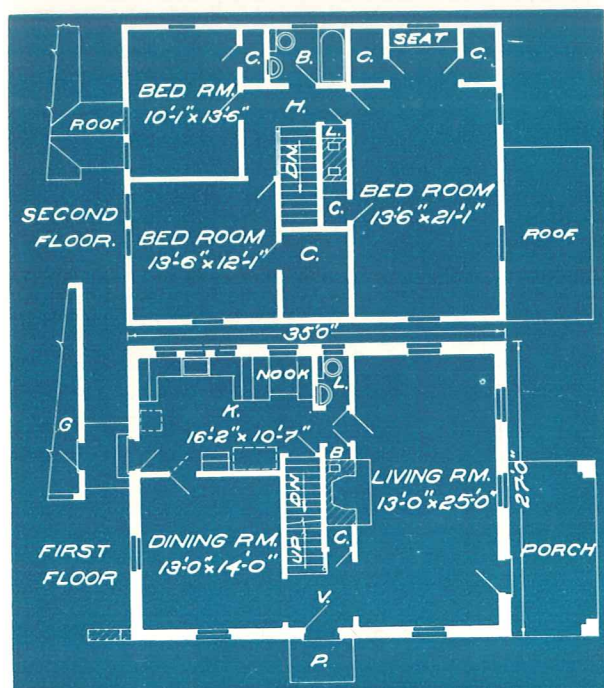 SEAT
C.
B.
C.
C.
BED RM.
10'-1" x 13'-6"
H.
ROOF
L.
DN.
BED ROOM
13'-6" x 21'-1"
SECOND
FLOOR.
C.
BED ROOM
13'-6" x 12'-1"
C.
ROOF.
35'0"
NOOK
L.
K.
16'-2" x 10'-7"
G
B
LIVING RM.
13'-0" x 25'-0"
27'-0"
DN
UP
DINING RM.
13'-0" x 14'-0"
C.
FIRST
FLOOR
PORCH
V.
P.